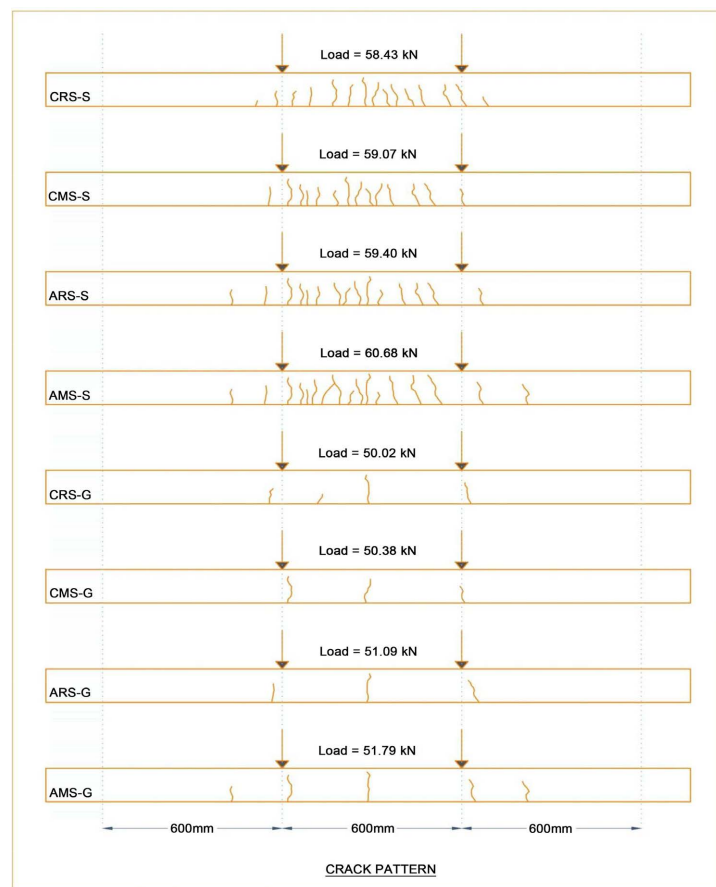 Load = 58.43 kN
CRS-S
Load = 59.07 kN
CMS-S
Load = 59.40 kN
ARS-S
Load = 60.68 kN
AMS-S
Load = 50.02 kN
CRS-G
Load = 50.38 kN
CMS-G
Load = 51.09 kN
ARS-G
Load = 51.79 kN
AMS-G
600mm 600mm 600mm
CRACK PATTERN